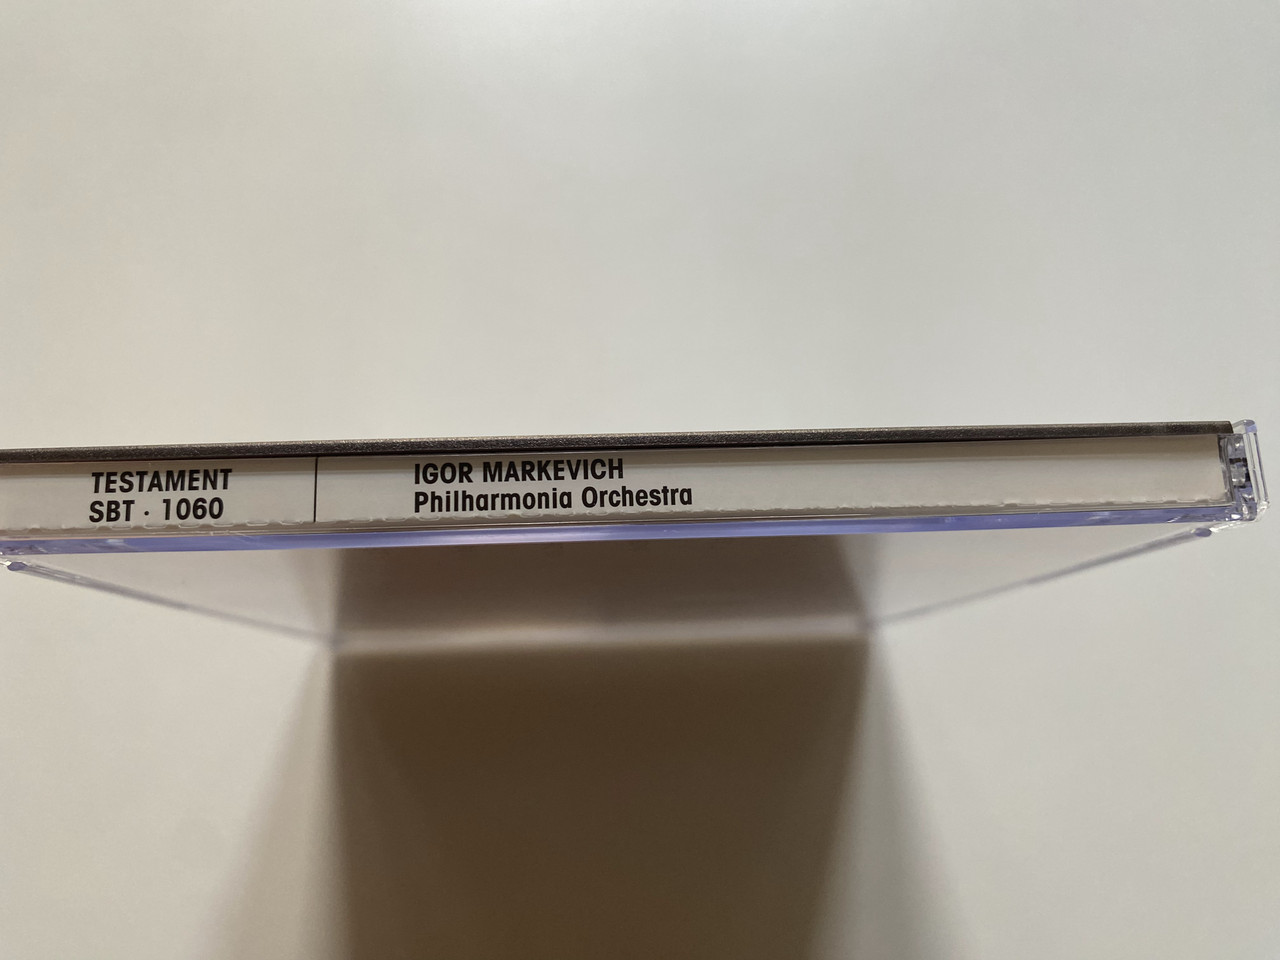 TESTAMENT
SBT · 1060
IGOR MARKEVICH
Philharmonia Orchestra